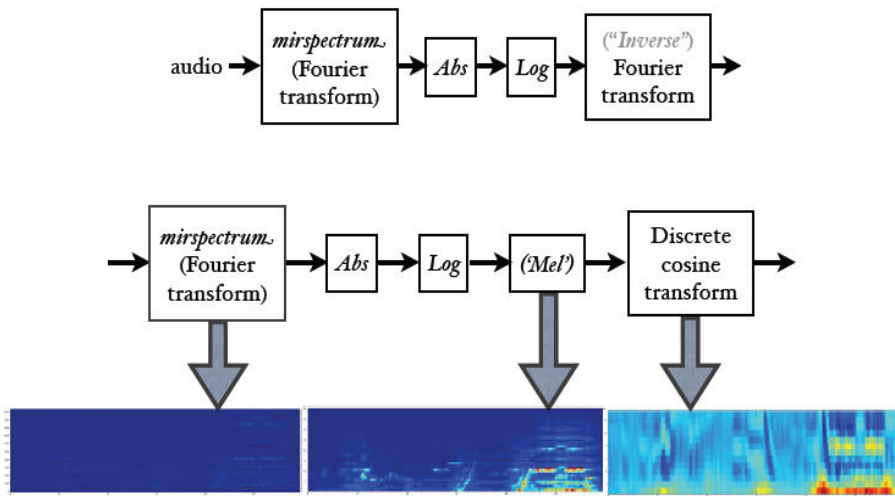 audio
mirspectrum
(Fourier
transform)
Abs
Log
("Inverse")
Fourier
transform
mirspectrum
(Fourier
transform)
Abs
Log
('Mel')
Discrete
cosine
transform